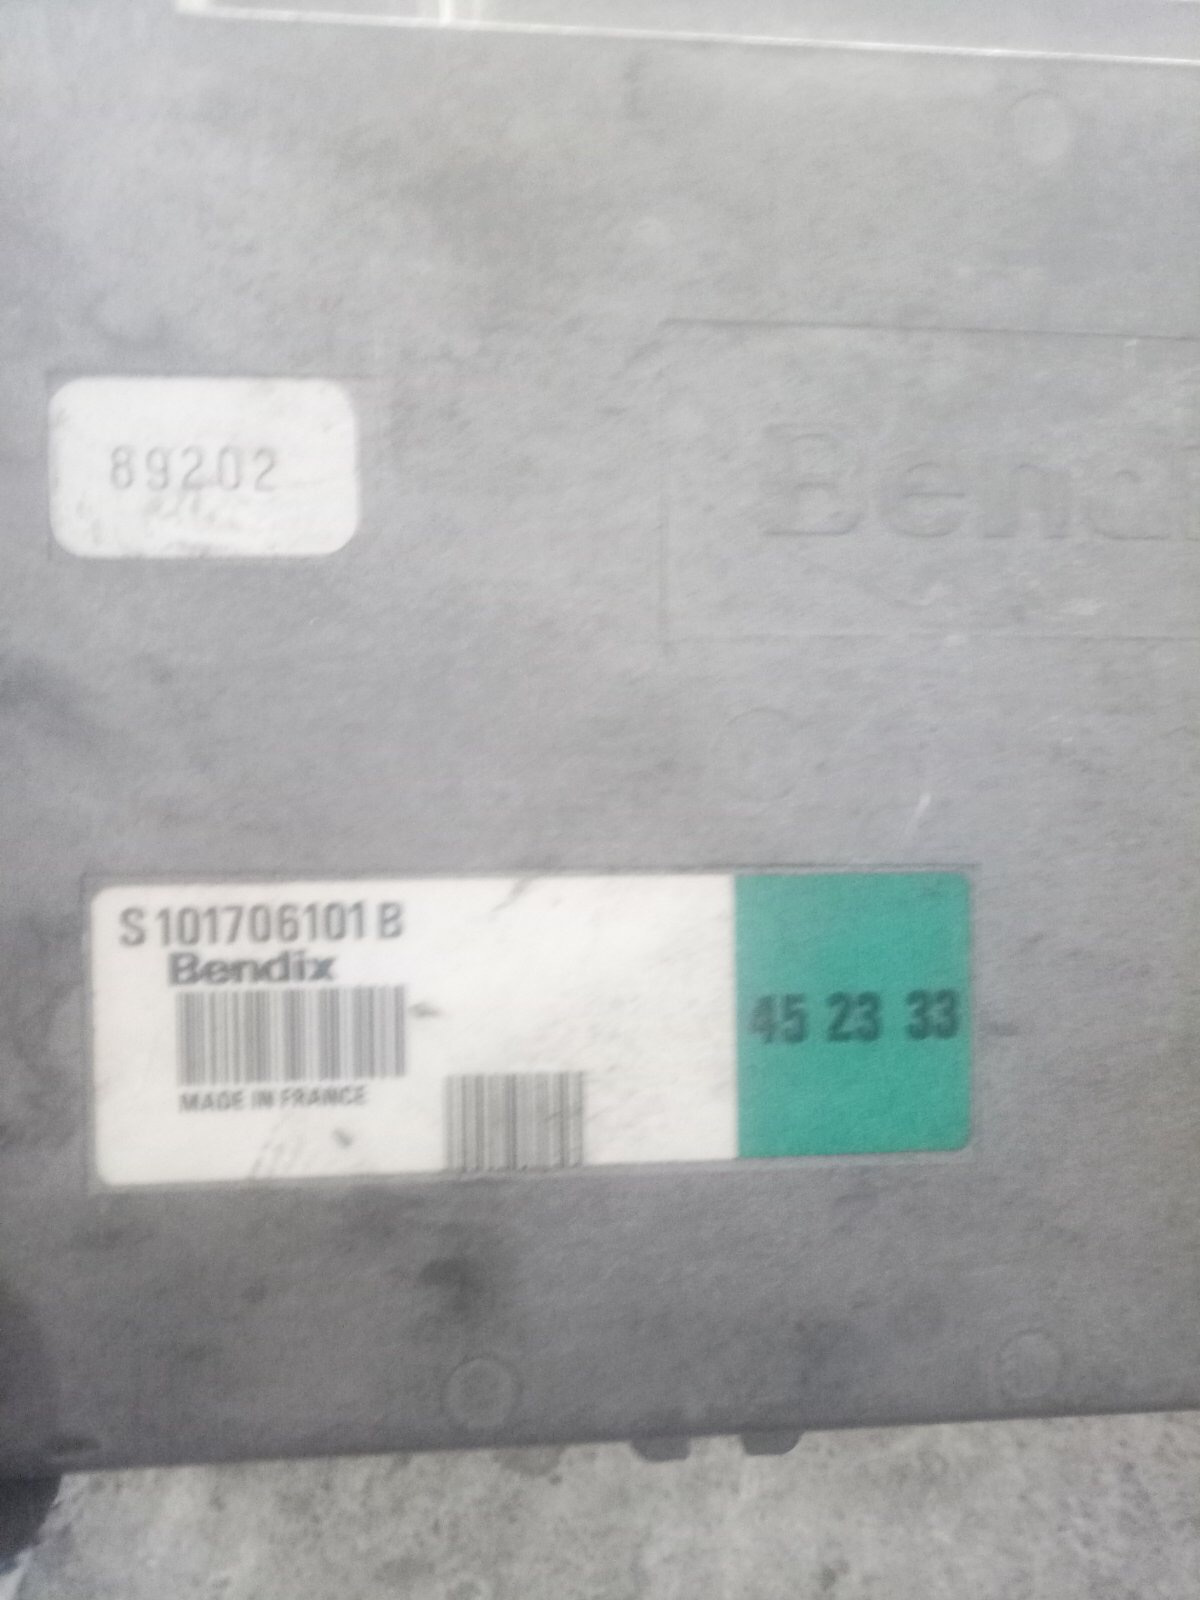 89202
Bend
S101706101B
Bendix
MADE IN FRANCE
45 23 33